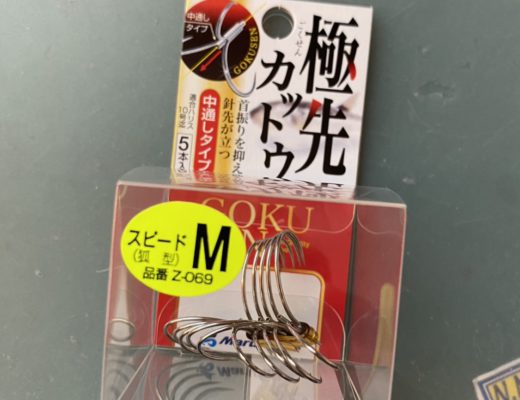 中通し
タイプ
GOKUSEN
極先
ごくせん
カットウ
首振りを抑え
針先が立つ
中通しタイプ
適合ハリス
10号迄
5本入
GOKU
スピード
(狐 型)
M
品番 Z-069